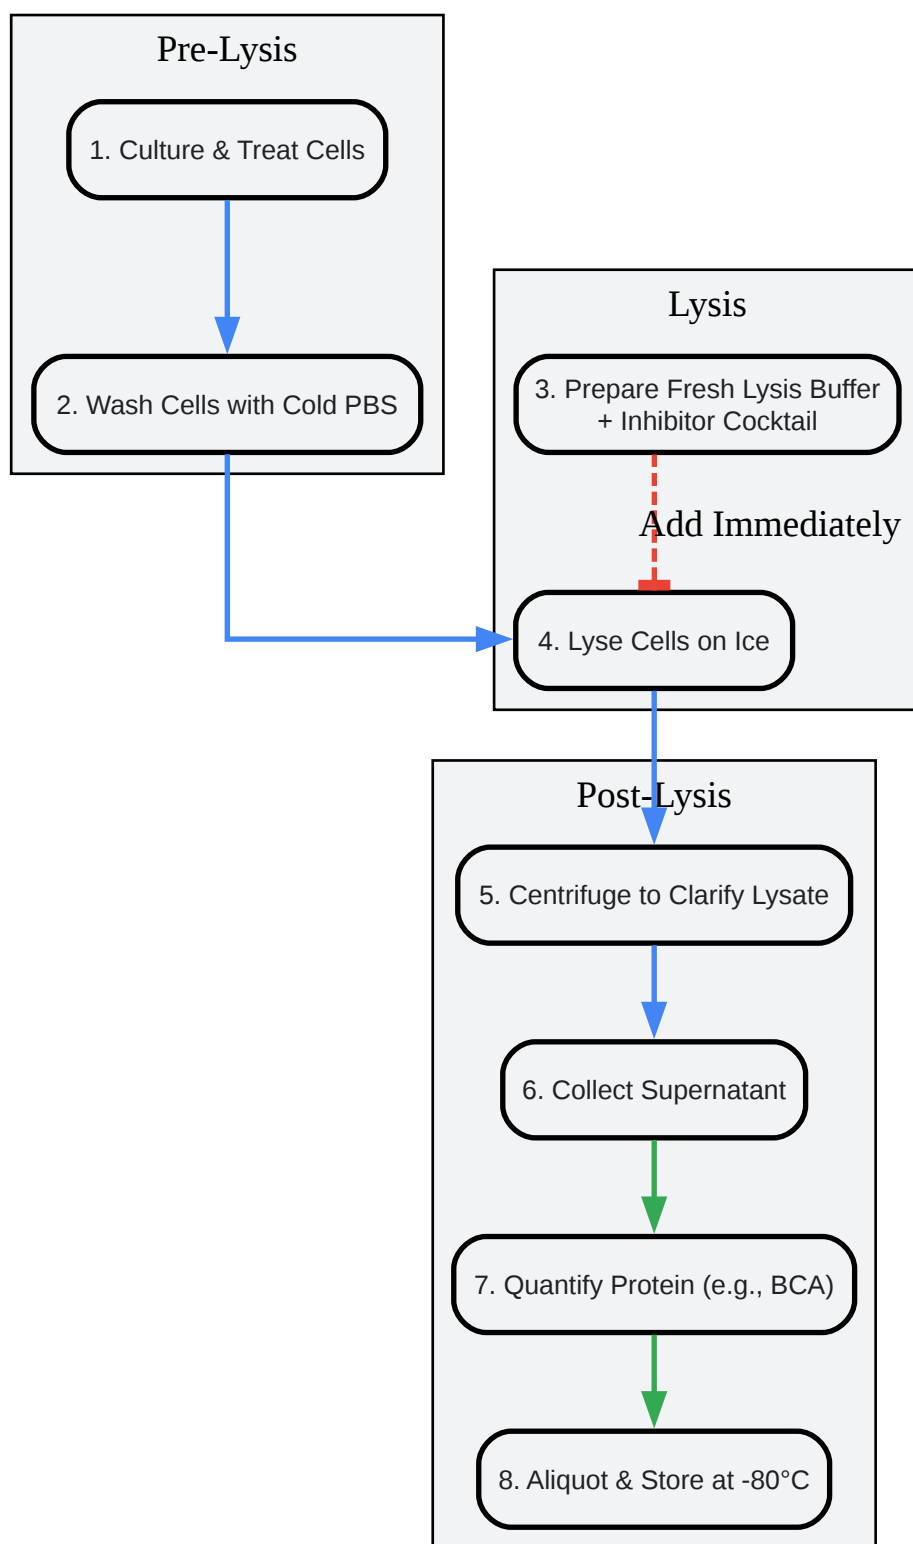 Pre-Lysis
1. Culture & Treat Cells
2. Wash Cells with Cold PBS
Lysis
3. Prepare Fresh Lysis Buffer
+ Inhibitor Cocktail
Add Immediately
4. Lyse Cells on Ice
Post-Lysis
5. Centrifuge to Clarify Lysate
6. Collect Supernatant
7. Quantify Protein (e.g., BCA)
8. Aliquot & Store at -80°C